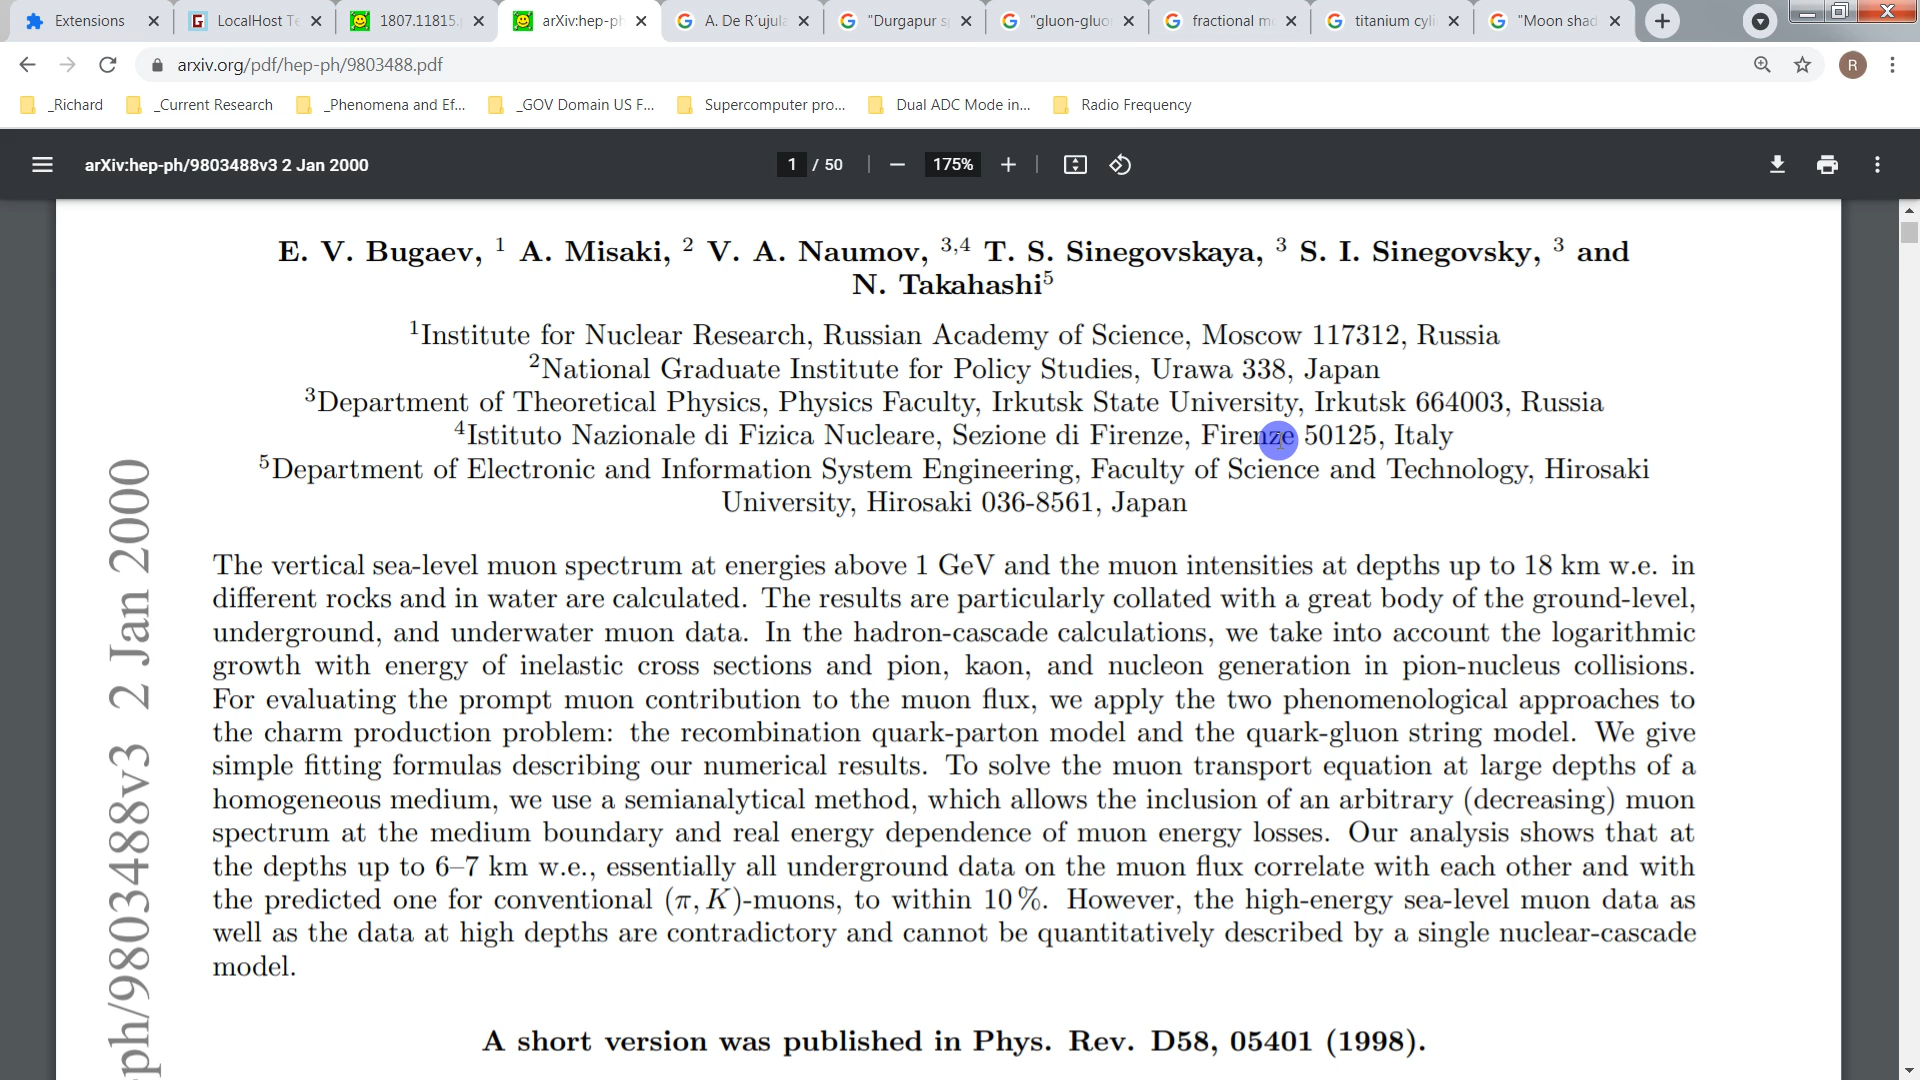 Extensions
LocalHost Te
1807.11815.p
arXiv:hep-ph
A. De R´ujula
"Durgapur s
"gluon-gluo
fractional m
titanium cyli
"Moon shad
arxiv.org/pdf/hep-ph/9803488.pdf
R
_Richard
_Current Research
_Phenomena and Ef...
_GOV Domain US F...
Supercomputer pro...
Dual ADC Mode in...
Radio Frequency
arXiv:hep-ph/9803488v3 2 Jan 2000
1 / 50
175%
E. V. Bugaev, 1 A. Misaki, 2 V. A. Naumov, 3,4 T. S. Sinegovskaya, 3 S. I. Sinegovsky, 3 and
N. Takahashi5
1Institute for Nuclear Research, Russian Academy of Science, Moscow 117312, Russia
2National Graduate Institute for Policy Studies, Urawa 338, Japan
3Department of Theoretical Physics, Physics Faculty, Irkutsk State University, Irkutsk 664003, Russia
4Istituto Nazionale di Fizica Nucleare, Sezione di Firenze, Firenze 50125, Italy
5Department of Electronic and Information System Engineering, Faculty of Science and Technology, Hirosaki
University, Hirosaki 036-8561, Japan
The vertical sea-level muon spectrum at energies above 1 GeV and the muon intensities at depths up to 18 km w.e. in
different rocks and in water are calculated. The results are particularly collated with a great body of the ground-level,
underground, and underwater muon data. In the hadron-cascade calculations, we take into account the logarithmic
growth with energy of inelastic cross sections and pion, kaon, and nucleon generation in pion-nucleus collisions.
For evaluating the prompt muon contribution to the muon flux, we apply the two phenomenological approaches to
the charm production problem: the recombination quark-parton model and the quark-gluon string model. We give
simple fitting formulas describing our numerical results. To solve the muon transport equation at large depths of a
homogeneous medium, we use a semianalytical method, which allows the inclusion of an arbitrary (decreasing) muon
spectrum at the medium boundary and real energy dependence of muon energy losses. Our analysis shows that at
the depths up to 6–7 km w.e., essentially all underground data on the muon flux correlate with each other and with
the predicted one for conventional (π, K)-muons, to within 10 %. However, the high-energy sea-level muon data as
well as the data at high depths are contradictory and cannot be quantitatively described by a single nuclear-cascade
model.
A short version was published in Phys. Rev. D58, 05401 (1998).
ph/9803488v3 2 Jan 2000